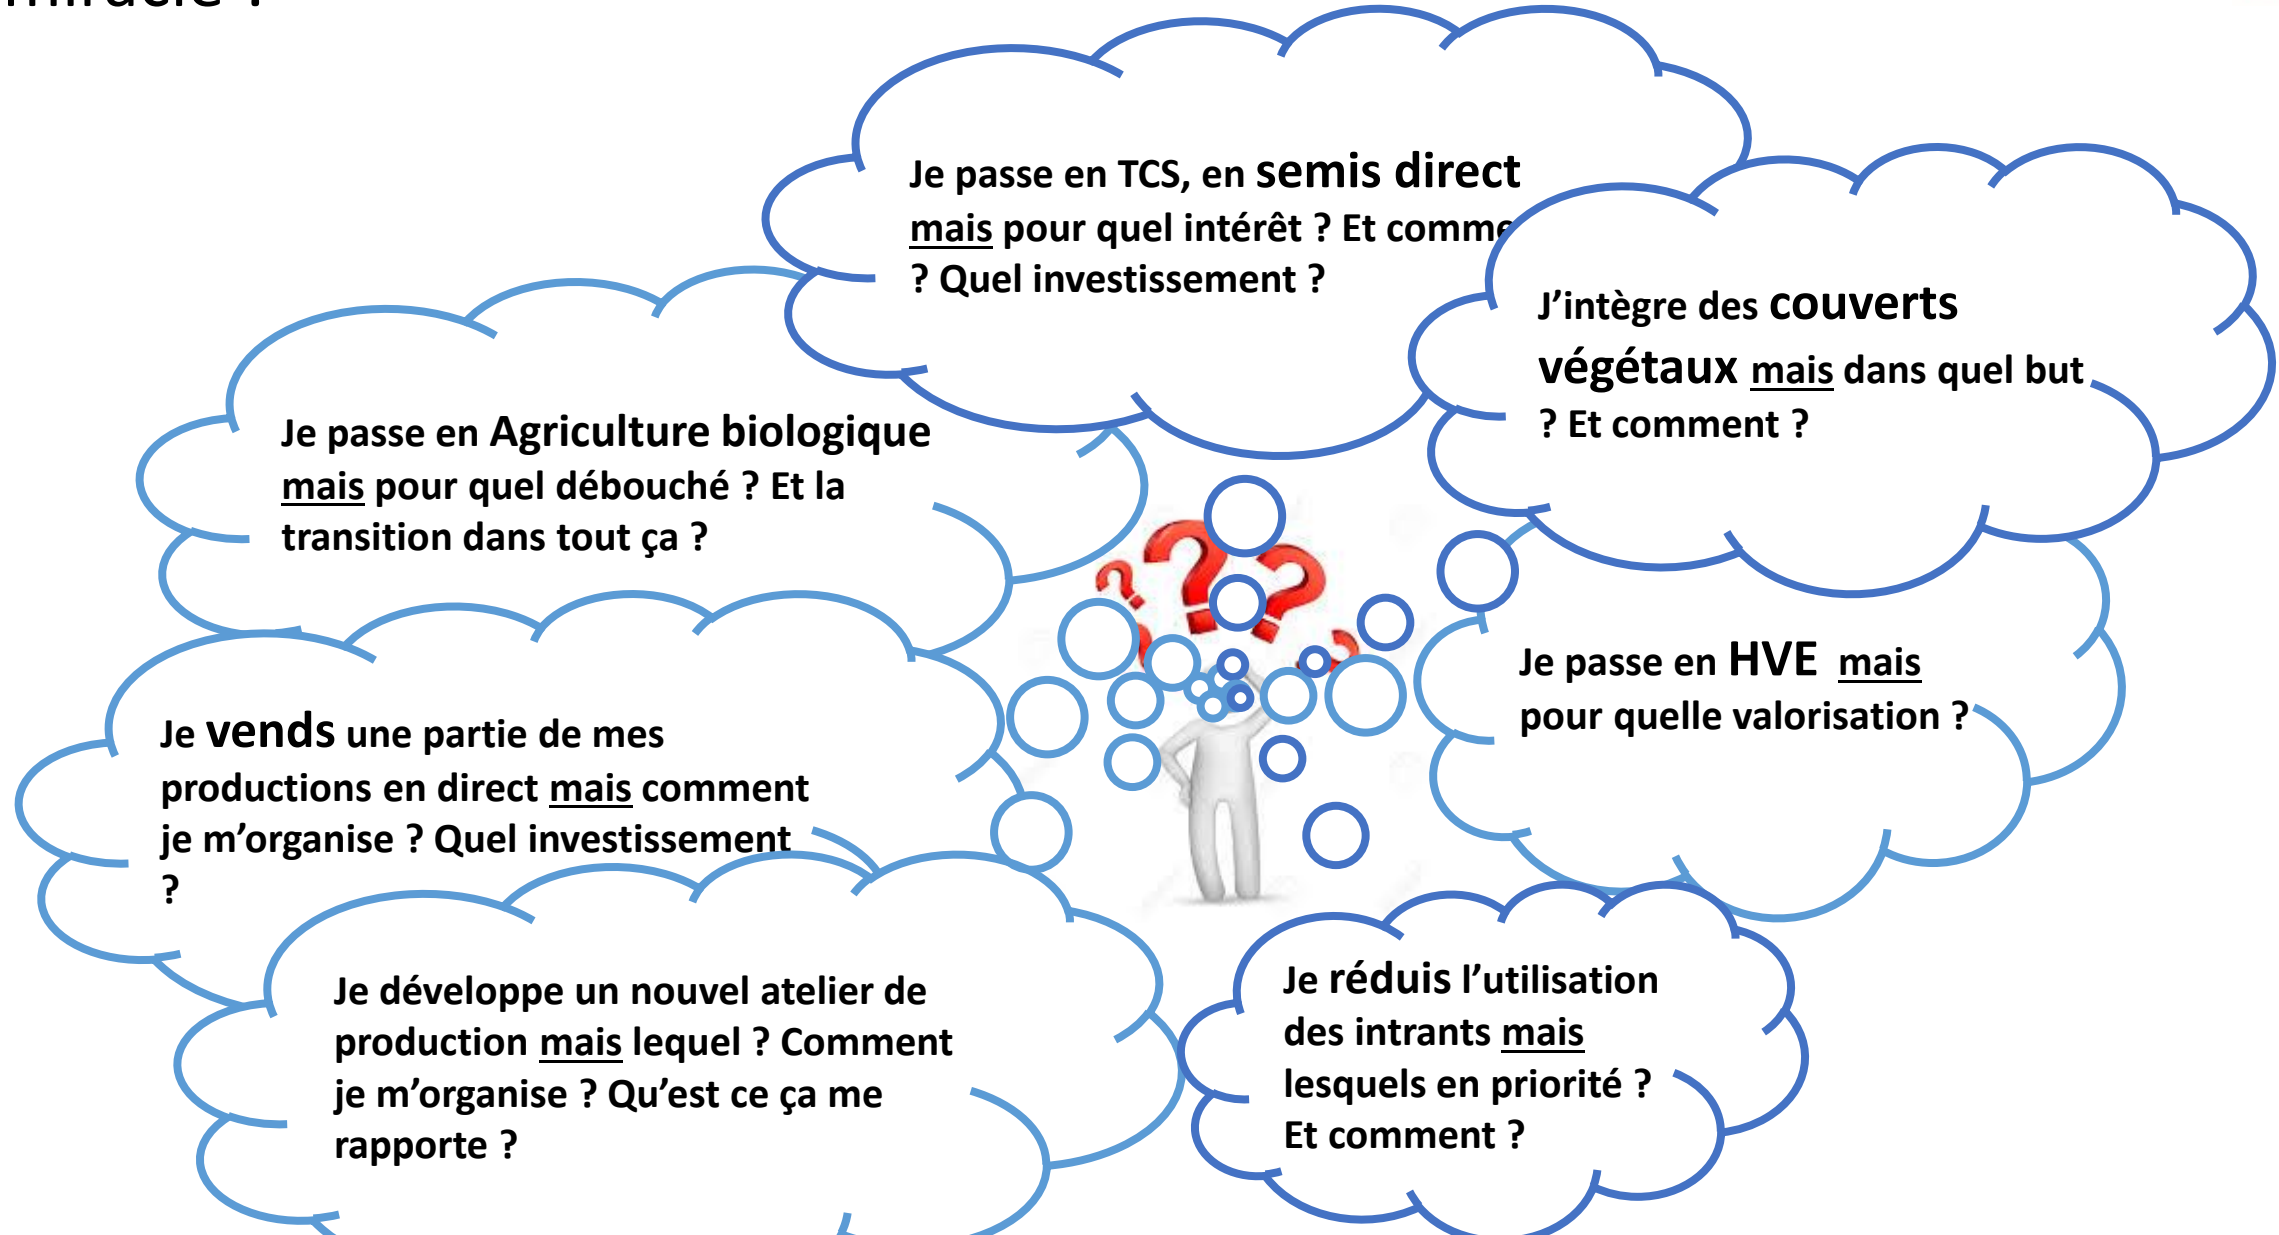 Je passe en TCS, en semis direct
mais pour quel intérêt ? Et comme
? Quel investissement ?
J’intègre des couverts
végétaux mais dans quel but
? Et comment ?
Je passe en Agriculture biologique
mais pour quel débouché ? Et la
transition dans tout ça ?
Je passe en HVE mais
pour quelle valorisation ?
Je vends une partie de mes
productions en direct mais comment
je m’organise ? Quel investissement
?
Je développe un nouvel atelier de
production mais lequel ? Comment
je m’organise ? Qu’est ce ça me
rapporte ?
Je réduis l’utilisation
des intrants mais
lesquels en priorité ?
Et comment ?